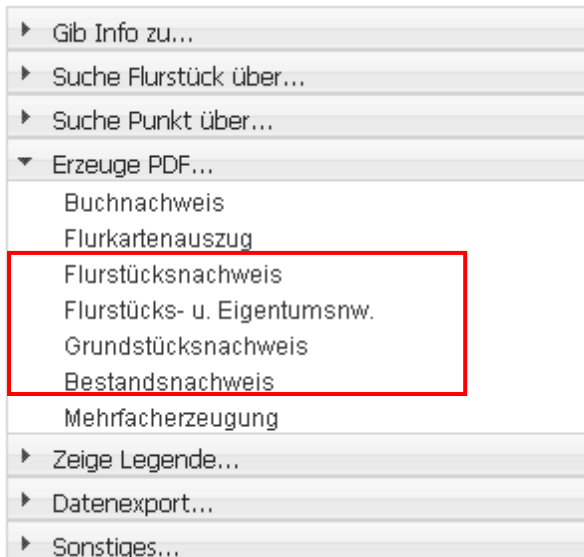 Gib Info zu...
Suche Flurstück über...
Suche Punkt über...
Erzeuge PDF...
Buchnachweis
Flurkartenauszug
Flurstücksnachweis
Flurstücks- u. Eigentumsnw.
Grundstücksnachweis
Bestandsnachweis
Mehrfacherzeugung
Zeige Legende...
Datenexport...
Sonstiges...